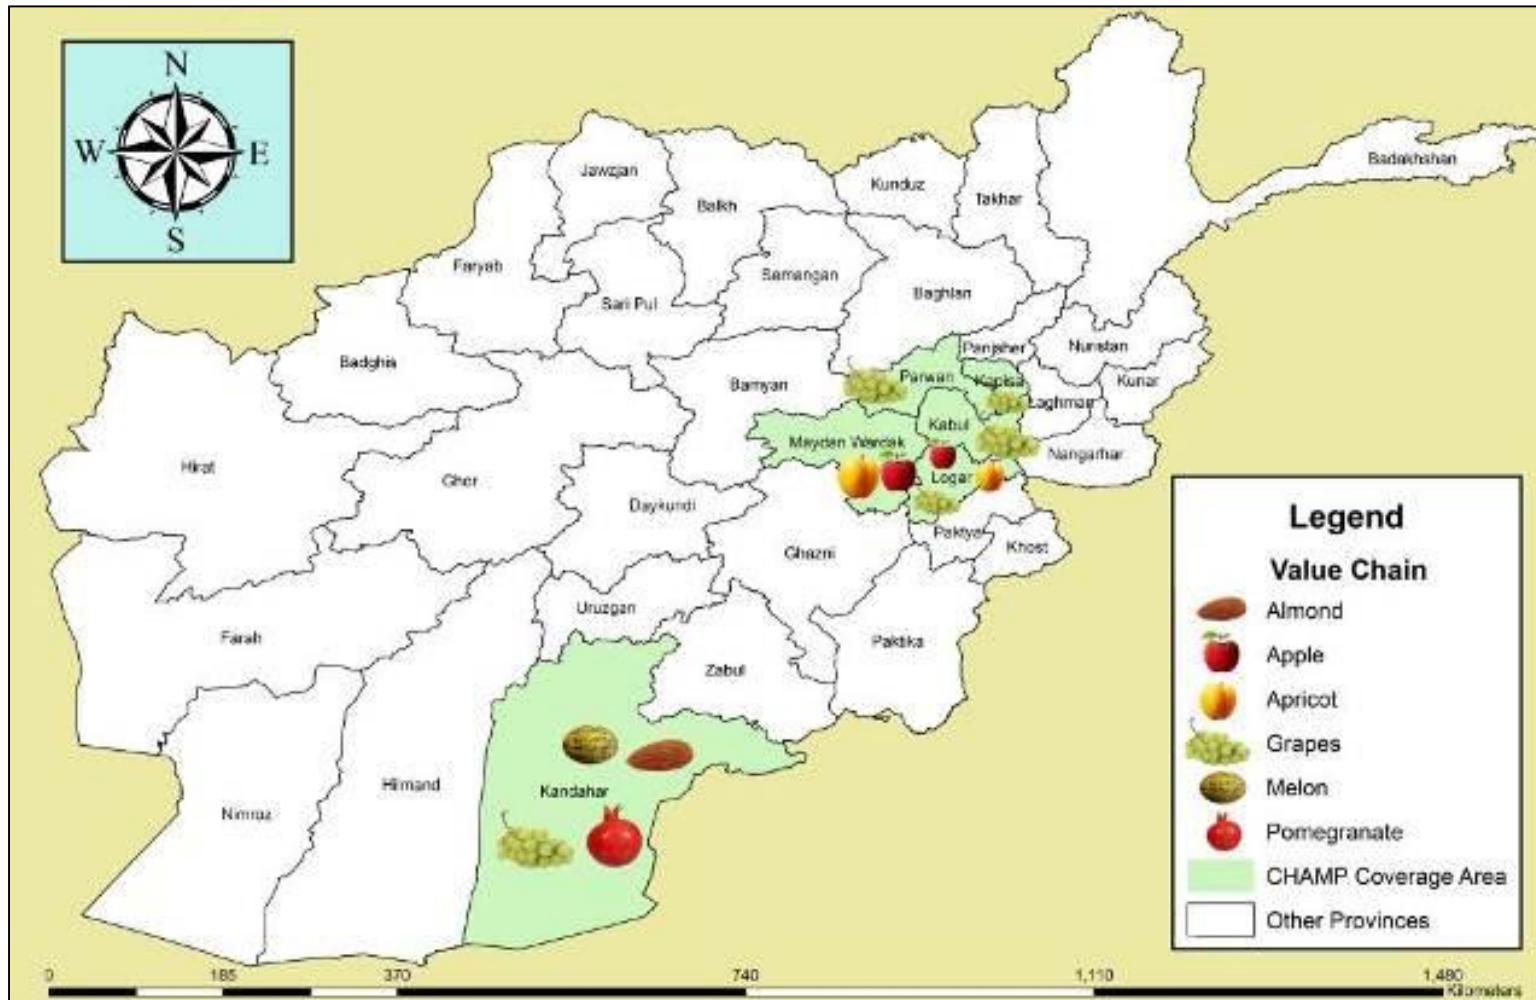 N
W
E
S
Jawzjan
Balkh
Kunduz
Takhar
Badakhshan
Faryab
Sari Pul
Samangan
Baghlan
Badghis
Bamyan
Parwan
Panjsher
Kapisa
Nuristan
Kunar
Laghman
Kabul
Maydan Wardak
Nangarhar
Hirat
Ghor
Daykundi
Logar
Ghazni
Paktya
Khost
Uruzgan
Farah
Zabul
Paktika
Nimroz
Hilmand
Kandahar
Legend
Value Chain
Almond
Apple
Apricot
Grapes
Melon
Pomegranate
CHAMP Coverage Area
Other Provinces
0 185 370 740 1,110 1,480
Kilometers